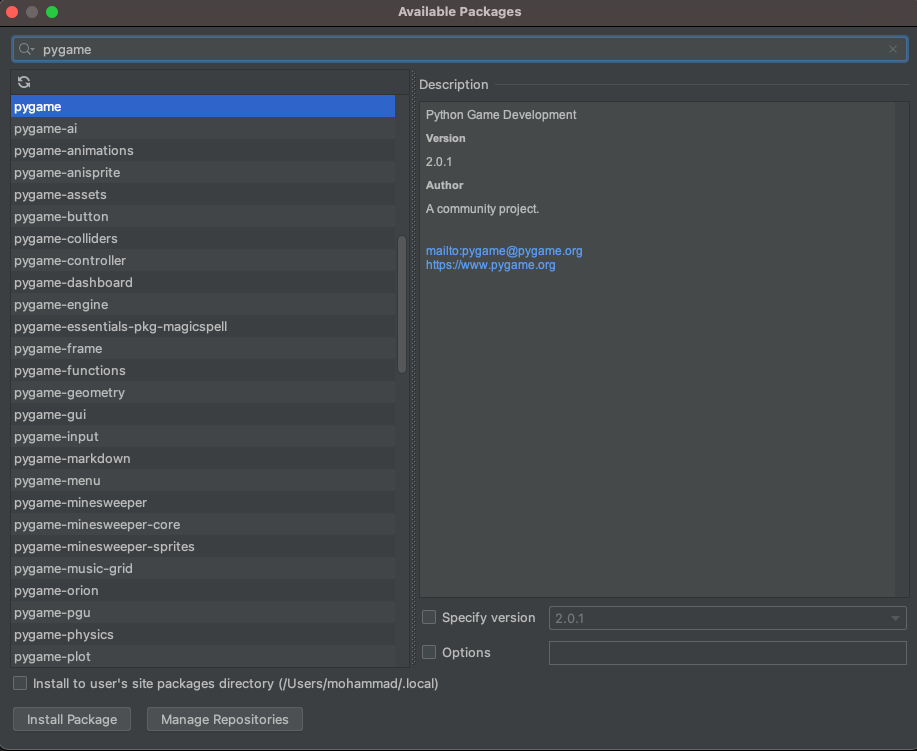 Available Packages
pygame
pygame
pygame-ai
pygame-animations
pygame-anisprite
pygame-assets
pygame-button
pygame-colliders
pygame-controller
pygame-dashboard
pygame-engine
pygame-essentials-pkg-magicspell
pygame-frame
pygame-functions
pygame-geometry
pygame-gui
pygame-input
pygame-markdown
pygame-menu
pygame-minesweeper
pygame-minesweeper-core
pygame-minesweeper-sprites
pygame-music-grid
pygame-orion
pygame-pgu
pygame-physics
pygame-plot
Description
Python Game Development
Version
2.0.1
Author
A community project.
mailto:pygame@pygame.org
https://www.pygame.org
Specify version 2.0.1
Options
Install to user's site packages directory (/Users/mohammad/.local)
Install Package Manage Repositories